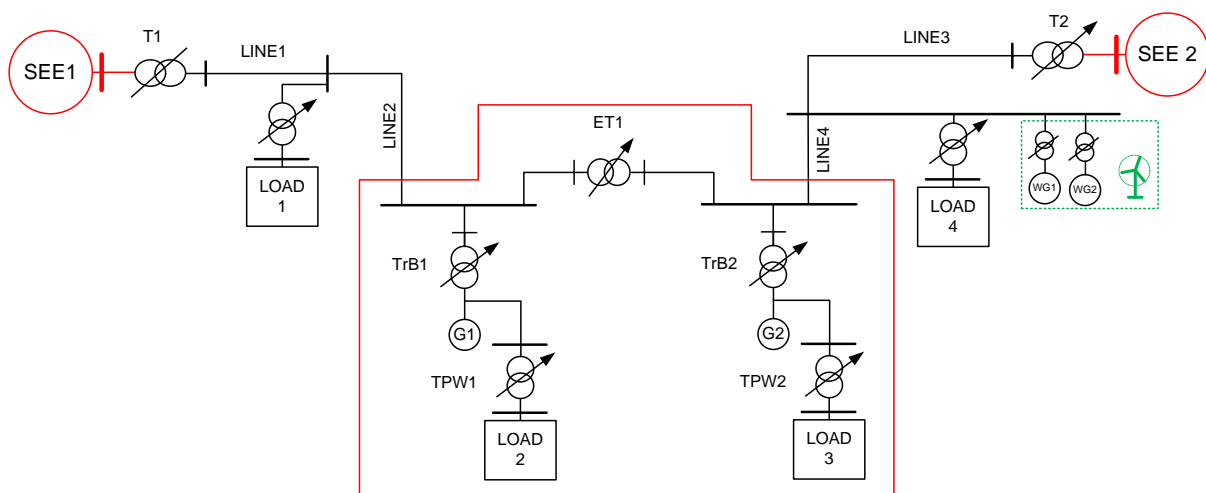 SEE1
T1
LINE1
LINE3
T2
SEE 2
LOAD
1
LINE2
ET1
LINE4
LOAD
4
WG1
WG2
TrB1
TrB2
G1
G2
TPW1
TPW2
LOAD
2
LOAD
3